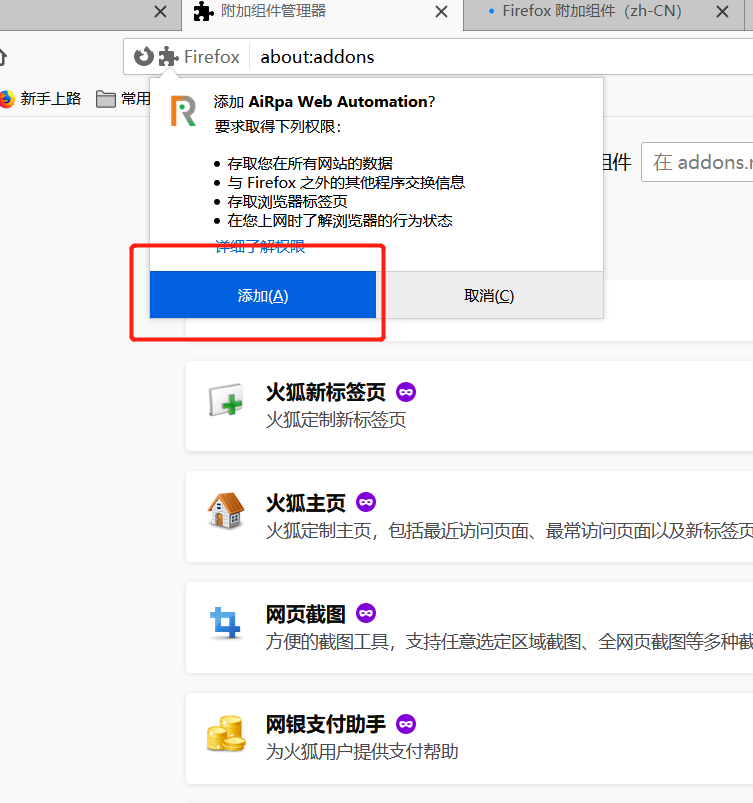 附加组件管理器
Firefox 附加组件（zh-CN）
Firefox
about:addons
新手上路
常用
添加 AiRpa Web Automation？
要求取得下列权限：
存取您在所有网站的数据
与 Firefox 之外的其他程序交换信息
存取浏览器标签页
在您上网时了解浏览器的行为状态
详细了解权限
添加(A)
取消(C)
组件
在 addons.
火狐新标签页
火狐定制新标签页
火狐主页
火狐定制主页，包括最近访问页面、最常访问页面以及新标签页
网页截图
方便的截图工具，支持任意选定区域截图、全网页截图等多种截
网银支付助手
为火狐用户提供支付帮助